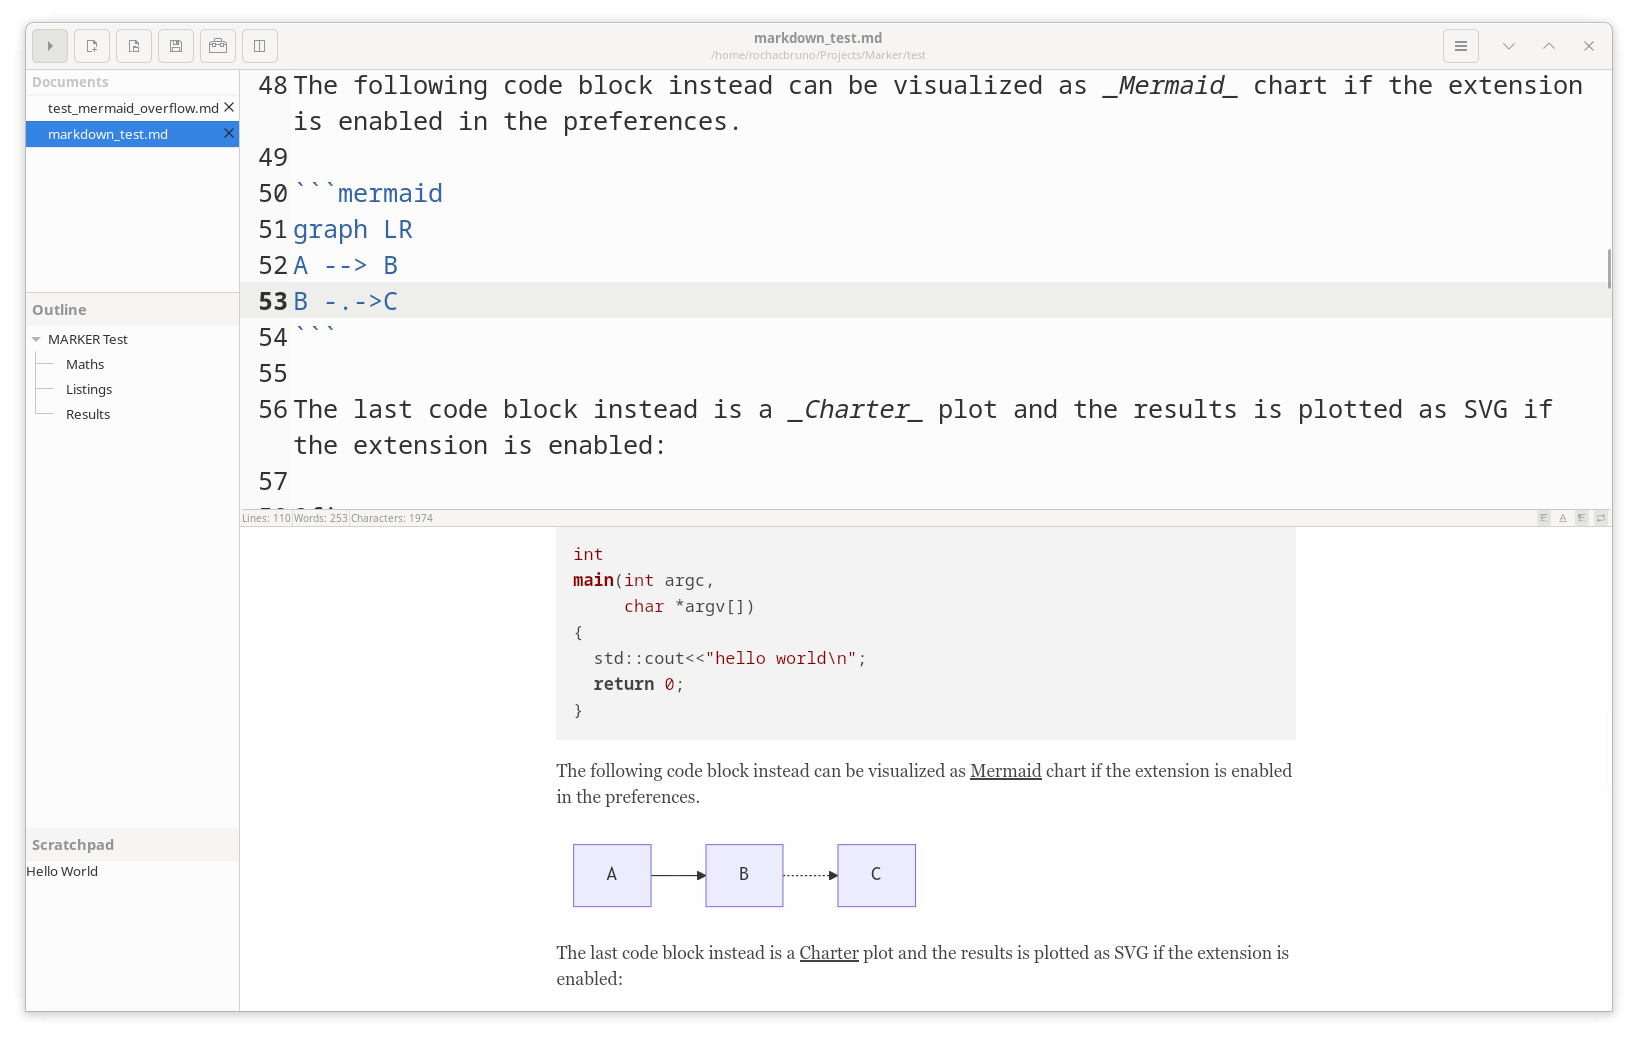 markdown_test.md
/home/rochacbruno/Projects/Marker/test
Documents
test_mermaid_overflow.md
markdown_test.md
Outline
MARKER Test
Maths
Listings
Results
Scratchpad
Hello World
48 The following code block instead can be visualized as _Mermaid_ chart if the extension
is enabled in the preferences.
49
50 ```mermaid
51 graph LR
52 A --> B
53 B -.->C
54 ```
55
56 The last code block instead is a _Charter_ plot and the results is plotted as SVG if
the extension is enabled:
57
Lines: 110 Words: 253 Characters: 1974
int
main(int argc,
     char *argv[])
{
  std::cout<<"hello world\n";
  return 0;
}
The following code block instead can be visualized as Mermaid chart if the extension is enabled
in the preferences.
A B C
The last code block instead is a Charter plot and the results is plotted as SVG if the extension is
enabled: